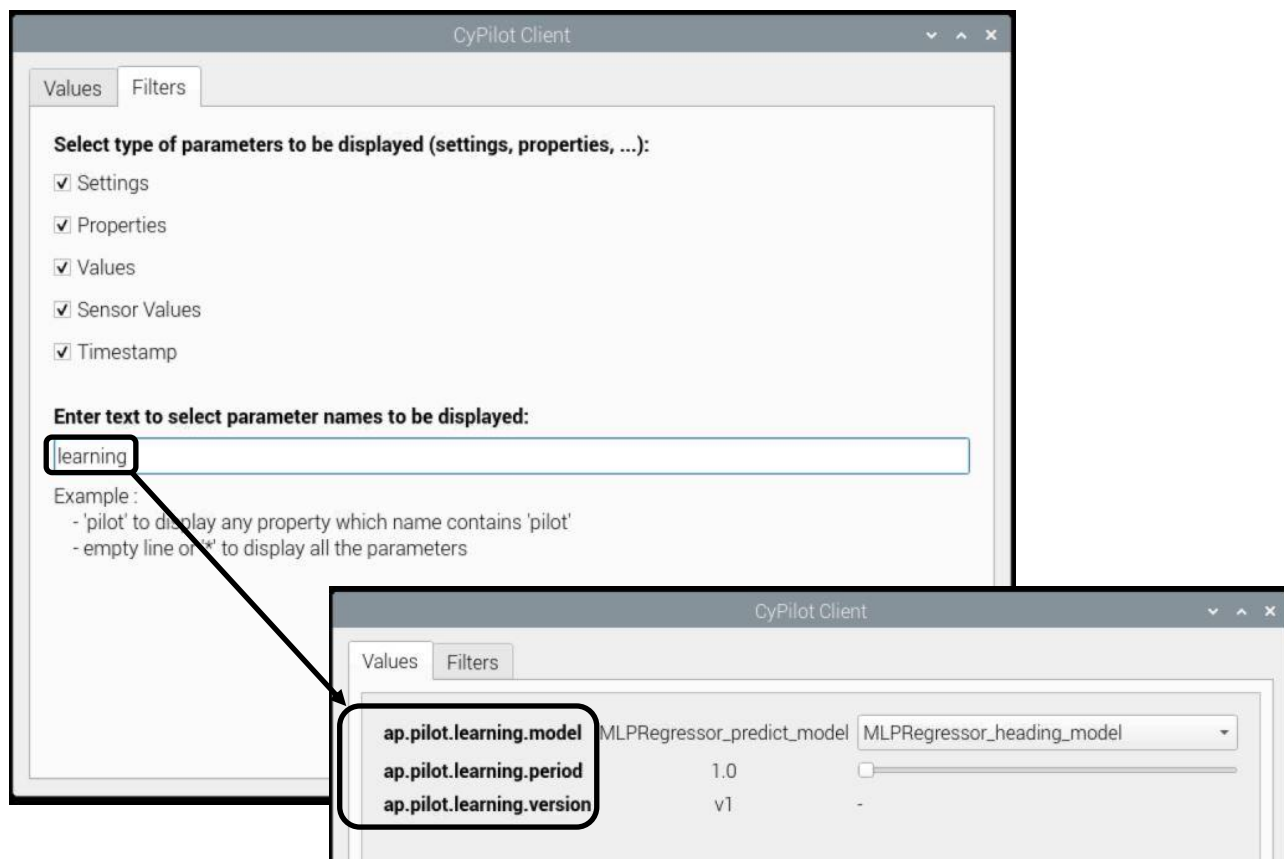 CyPilot Client
Values Filters
Select type of parameters to be displayed (settings, properties, ...):
Settings
Properties
Values
Sensor Values
Timestamp
Enter text to select parameter names to be displayed:
learning
Example :
- 'pilot' to display any property which name contains 'pilot'
- empty line or '*' to display all the parameters
CyPilot Client
Values Filters
ap.pilot.learning.model MLPRegressor_predict_model MLPRegressor_heading_model
ap.pilot.learning.period 1.0
ap.pilot.learning.version v1 -